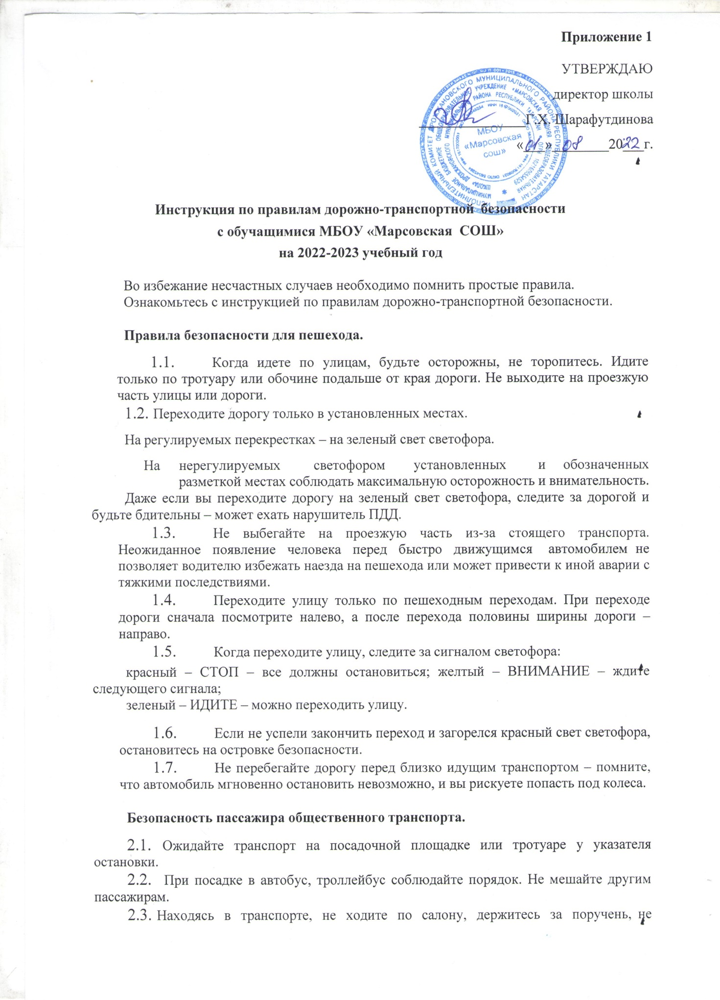 Приложение 1
УТВЕРЖДАЮ
директор школы
Г.Х. Шарафутдинова
«01» 08 2022 г.
МБОУ
«Марсовская
сош»
Инструкция по правилам дорожно-транспортной безопасности
с обучащимися МБОУ «Марсовская СОШ»
на 2022-2023 учебный год
Во избежание несчастных случаев необходимо помнить простые правила.
Ознакомьтесь с инструкцией по правилам дорожно-транспортной безопасности.
Правила безопасности для пешехода.
1.1. Когда идете по улицам, будьте осторожны, не торопитесь. Идите
только по тротуару или обочине подальше от края дороги. Не выходите на проезжую
часть улицы или дороги.
1.2. Переходите дорогу только в установленных местах.
На регулируемых перекрестках – на зеленый свет светофора.
На нерегулируемых светофором установленных и обозначенных
разметкой местах соблюдать максимальную осторожность и внимательность.
Даже если вы переходите дорогу на зеленый свет светофора, следите за дорогой и
будьте бдительны – может ехать нарушитель ПДД.
1.3. Не выбегайте на проезжую часть из-за стоящего транспорта.
Неожиданное появление человека перед быстро движущимся автомобилем не
позволяет водителю избежать наезда на пешехода или может привести к иной аварии с
тяжкими последствиями.
1.4. Переходите улицу только по пешеходным переходам. При переходе
дороги сначала посмотрите налево, а после перехода половины ширины дороги –
направо.
1.5. Когда переходите улицу, следите за сигналом светофора:
красный – СТОП – все должны остановиться; желтый – ВНИМАНИЕ – ждите
следующего сигнала;
зеленый – ИДИТЕ – можно переходить улицу.
1.6. Если не успели закончить переход и загорелся красный свет светофора,
остановитесь на островке безопасности.
1.7. Не перебегайте дорогу перед близко идущим транспортом – помните,
что автомобиль мгновенно остановить невозможно, и вы рискуете попасть под колеса.
Безопасность пассажира общественного транспорта.
2.1. Ожидайте транспорт на посадочной площадке или тротуаре у указателя
остановки.
2.2. При посадке в автобус, троллейбус соблюдайте порядок. Не мешайте другим
пассажирам.
2.3. Находясь в транспорте, не ходите по салону, держитесь за поручень, не